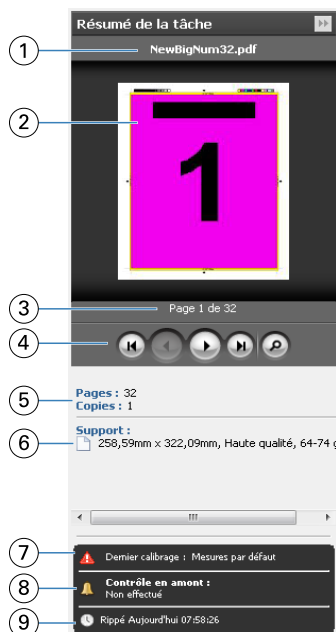 Résumé de la tâche
1 NewBigNum32.pdf
2
1
3 Page 1 de 32
4
5 Pages : 32
Copies : 1
Support :
6 258,59mm x 322,09mm, Haute qualité, 64-74 g
7 Dernier calibrage : Mesures par défaut
8 Contrôle en amont :
Non effectué
9 Rippé Aujourd'hui 07:58:26